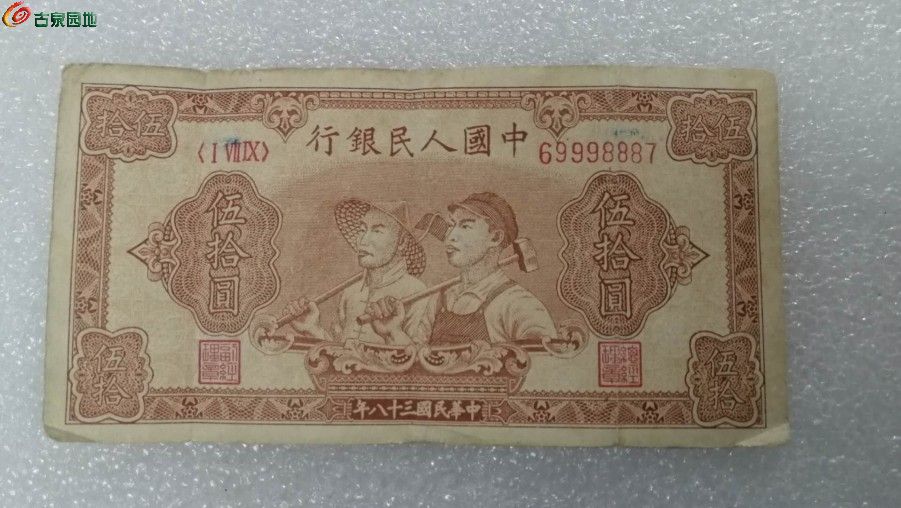 古泉园地
中國人民銀行
〈I VIII IX〉
69998887
伍拾
伍拾
伍拾圓
伍拾圓
伍拾
伍拾
中華民國三十八年